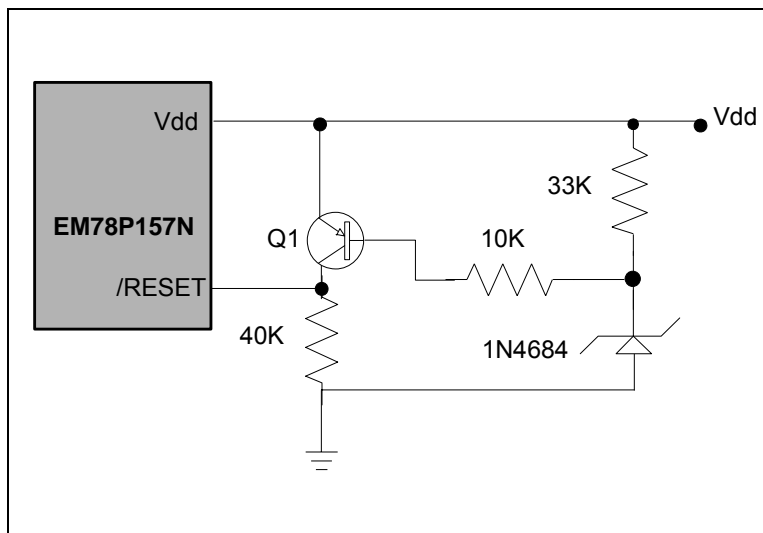 Vdd
Vdd
33K
EM78P157N
Q1
10K
/RESET
40K
1N4684